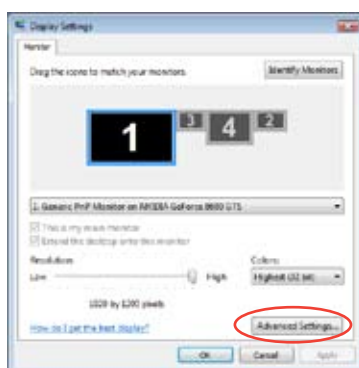 Display Settings
Monitor
Drag the icons to match your monitors.
Identify Monitors
1
3
4
2
1. Generic PnP Monitor on NVIDIA GeForce 8600 GTS
This is my main monitor
Extend the desktop onto this monitor
Resolution:
Colors:
Low
High
Highest (32 bit)
by 1200 pixels
How do I get the best display?
Advanced Settings...
OK
Cancel
Apply